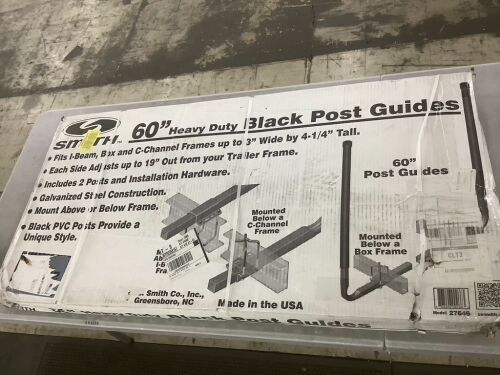 SMITH™
60" Heavy Duty Black Post Guides
• Fits I-Beam, Box and C-Channel Frames up to 3" Wide by 4-1/4" Tall.
• Each Side Adjusts up to 19" Out from your Trailer Frame.
• Includes 2 Posts and Installation Hardware.
• Galvanized Steel Construction.
• Mount Above or Below Frame.
• Black PVC Posts Provide a
Unique Style.
Mounted
Below a
C-Channel
Frame
60"
Post Guides
Mounted
Below a
Box Frame
CLT3
Smith Co., Inc.,
Greensboro, NC
Made in the USA
Model: 27646
Black Post Guides